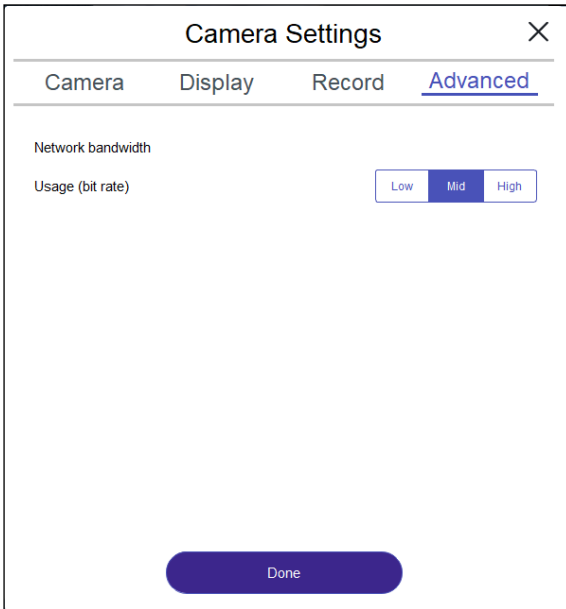 Camera Settings
Camera Display Record Advanced
Network bandwidth
Usage (bit rate) Low Mid High
Done